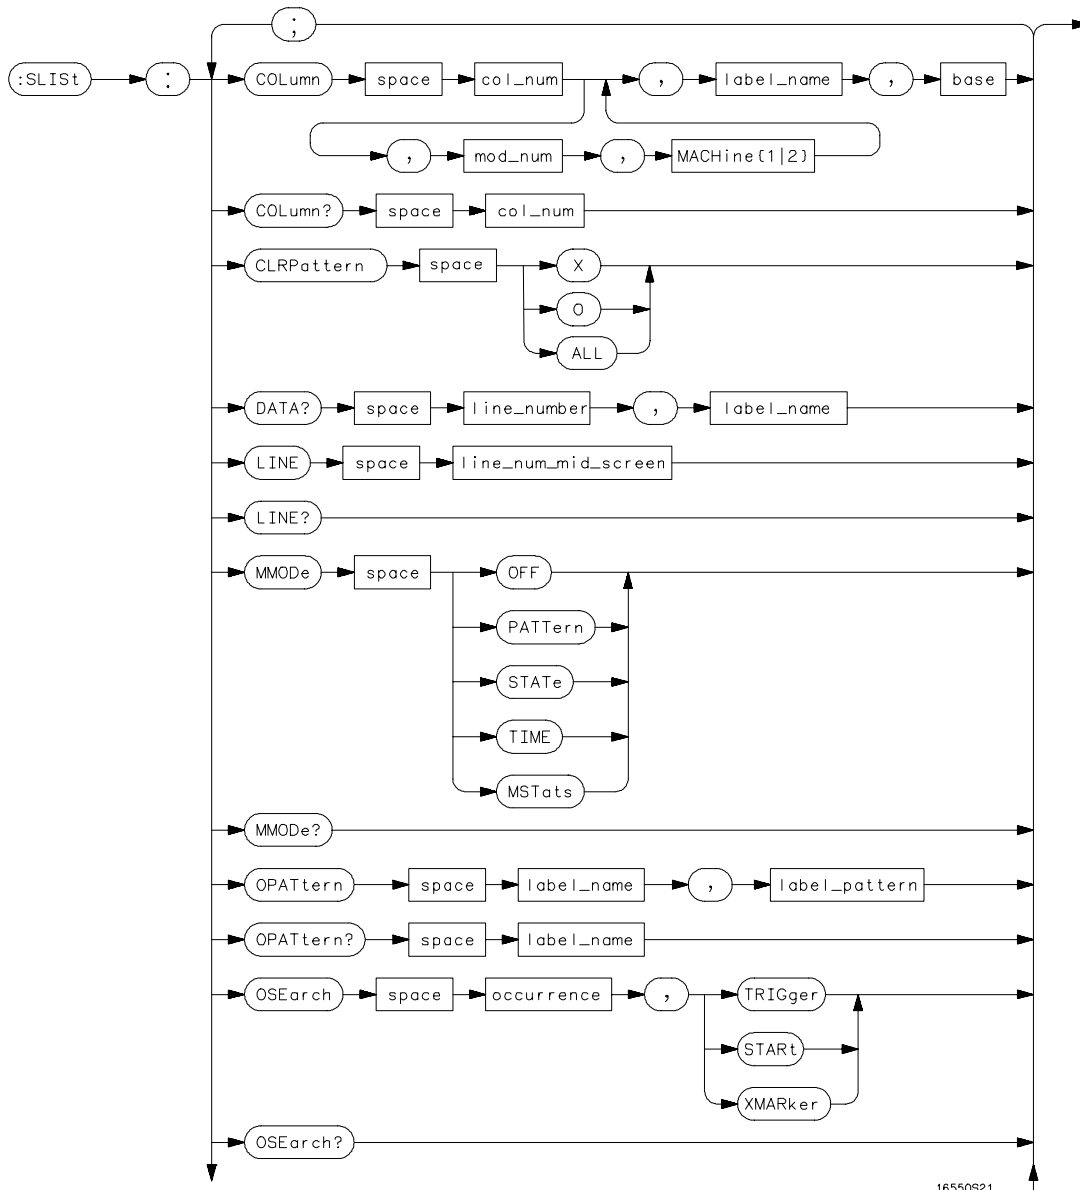 ;
:SLISt : COLumn space col_num , label_name , base
, mod_num , MACHine{1|2}
COLumn? space col_num
CLRPattern space X
O
ALL
DATA? space line_number , label_name
LINE space line_num_mid_screen
LINE?
MMODe space OFF
PATTern
STATe
TIME
MSTats
MMODe?
OPATtern space label_name , label_pattern
OPATtern? space label_name
OSEarch space occurrence , TRIGger
STARt
XMARker
OSEarch?
16550S21